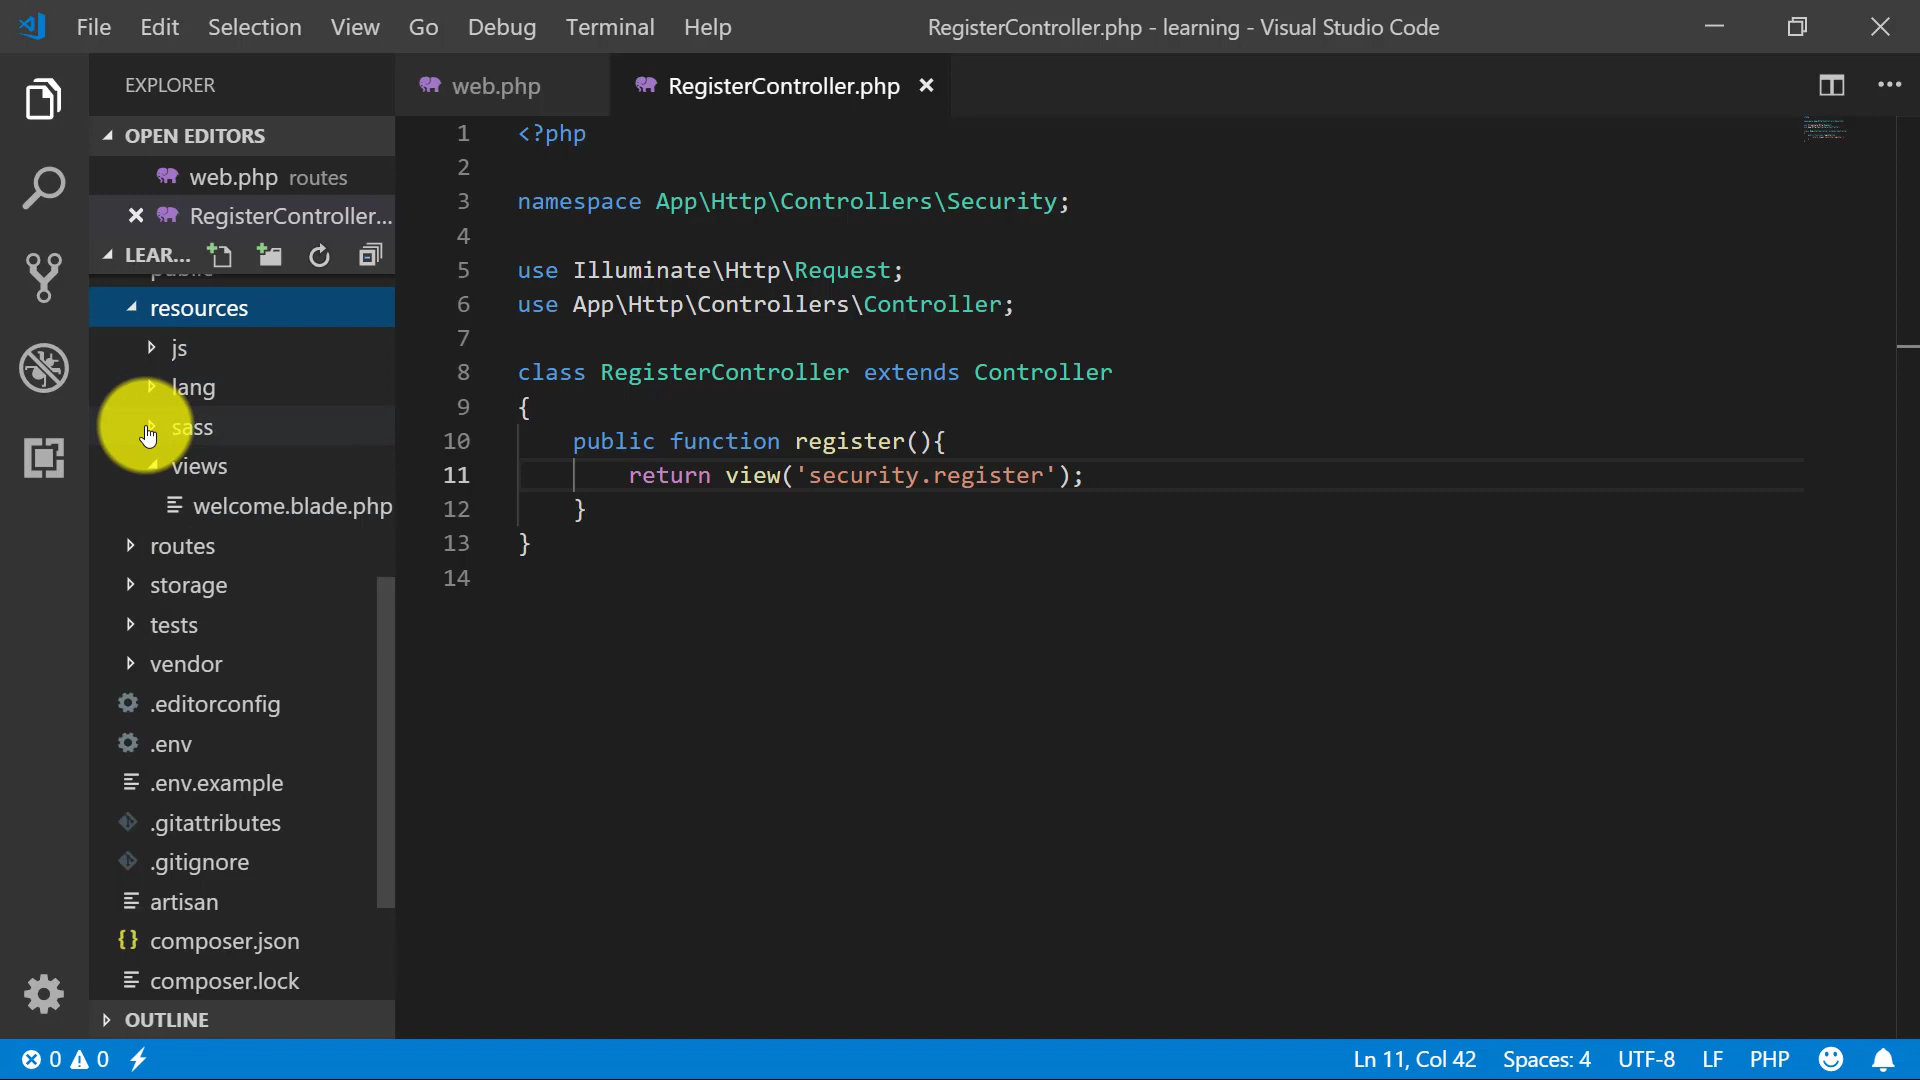 File Edit Selection View Go Debug Terminal Help
RegisterController.php - learning - Visual Studio Code
EXPLORER
OPEN EDITORS
web.php routes
RegisterController...
LEAR...
public
resources
js
lang
sass
views
welcome.blade.php
routes
storage
tests
vendor
.editorconfig
.env
.env.example
.gitattributes
.gitignore
artisan
composer.json
composer.lock
OUTLINE
web.php
RegisterController.php
1 <?php
2
3 namespace App\Http\Controllers\Security;
4
5 use Illuminate\Http\Request;
6 use App\Http\Controllers\Controller;
7
8 class RegisterController extends Controller
9 {
10 public function register(){
11 return view('security.register');
12 }
13 }
14
0 0
Ln 11, Col 42 Spaces: 4 UTF-8 LF PHP